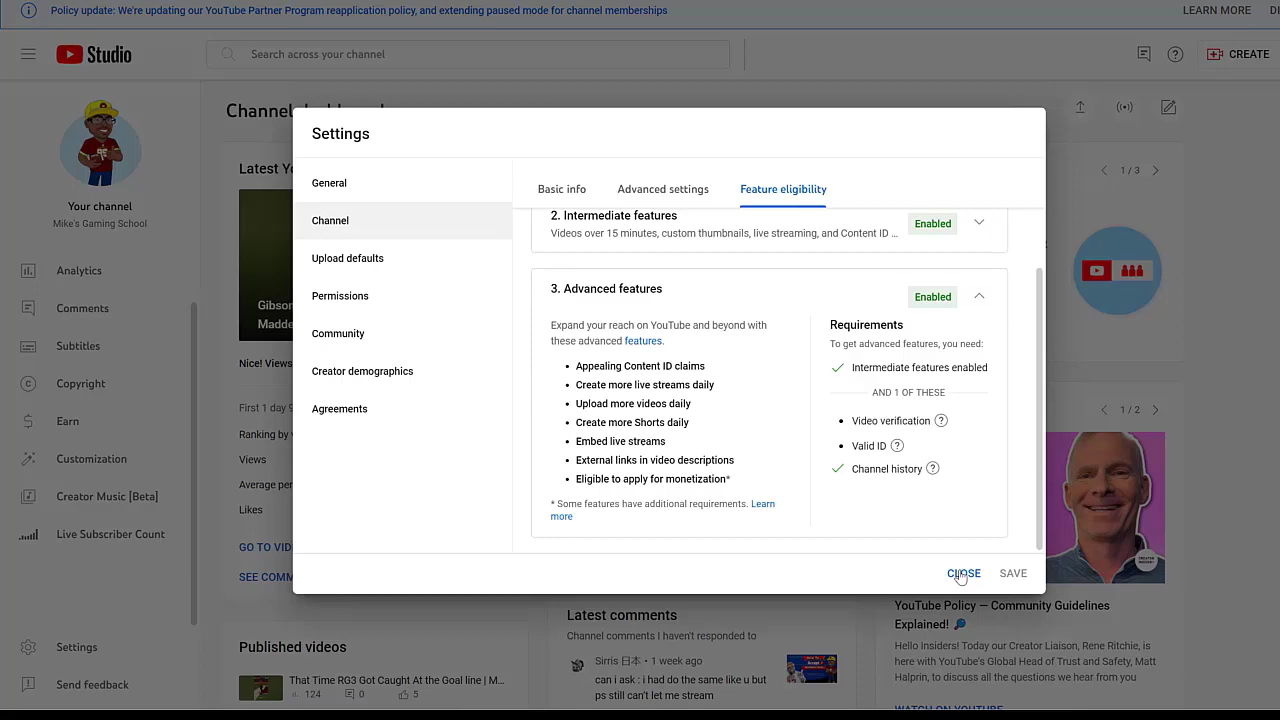 Policy update: We're updating our YouTube Partner Program reapplication policy, and extending paused mode for channel memberships
LEARN MORE
Studio
Search across your channel
CREATE
Your channel
Mike's Gaming School
Analytics
Comments
Subtitles
Copyright
Earn
Customization
Creator Music [Beta]
Live Subscriber Count
Settings
Send feedback
Channel
Latest Y
Gibson
Madde
Nice! Views
First 1 day
Ranking by
Views
Average per
Likes
GO TO VID
SEE COMM
Settings
General
Channel
Upload defaults
Permissions
Community
Creator demographics
Agreements
Basic info
Advanced settings
Feature eligibility
2. Intermediate features
Videos over 15 minutes, custom thumbnails, live streaming, and Content ID ...
Enabled
3. Advanced features
Enabled
Expand your reach on YouTube and beyond with
these advanced features.
• Appealing Content ID claims
• Create more live streams daily
• Upload more videos daily
• Create more Shorts daily
• Embed live streams
• External links in video descriptions
• Eligible to apply for monetization*
* Some features have additional requirements. Learn
more
Requirements
To get advanced features, you need:
Intermediate features enabled
AND 1 OF THESE
• Video verification
• Valid ID
Channel history
CLOSE
SAVE
1 / 3
1 / 2
Published videos
That Time RG3 Got Caught At the Goal line | M...
124
0
5
Latest comments
Channel comments I haven't responded to
Sirris 日本 • 1 week ago
can i ask : i had do the same like u but
ps still can't let me stream
YouTube Policy — Community Guidelines
Explained! 🔎
Hello Insiders! Today our Creator Liaison, Rene Ritchie, is
here with YouTube's Global Head of Trust and Safety, Matt
Halprin, to discuss all the questions we hear from you
WATCH ON YOUTUBE